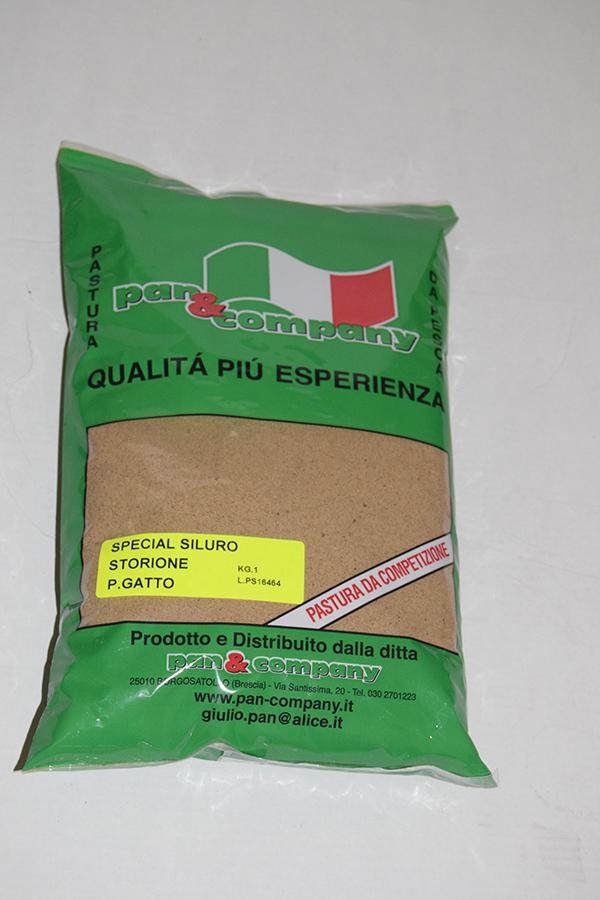 PASTURA
DA PESCA
pan&company
QUALITÁ PIÚ ESPERIENZA
SPECIAL SILURO
STORIONE KG.1
P.GATTO L.PS16464
PASTURA DA COMPETIZIONE
Prodotto e Distribuito dalla ditta
pan&company
25010 BORGOSATOLLO (Brescia) - Via Santissima, 20 - Tel. 030 2701223
www.pan-company.it
giulio.pan@alice.it